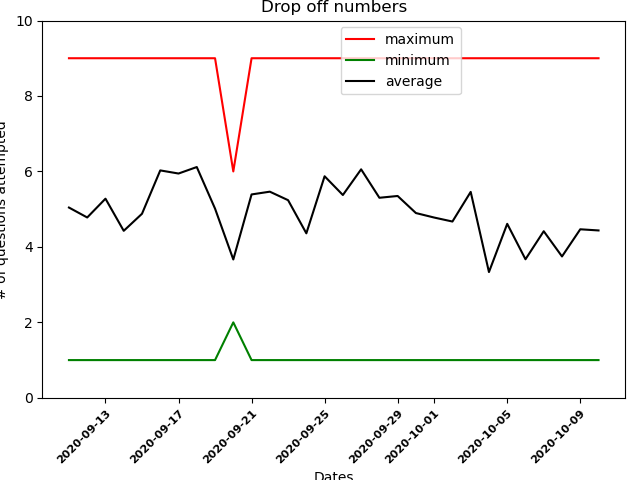 Drop off numbers
maximum
minimum
average
# of questions attempted
10
8
6
4
2
0
2020-09-13
2020-09-17
2020-09-21
2020-09-25
2020-09-29
2020-10-01
2020-10-05
2020-10-09
Dates